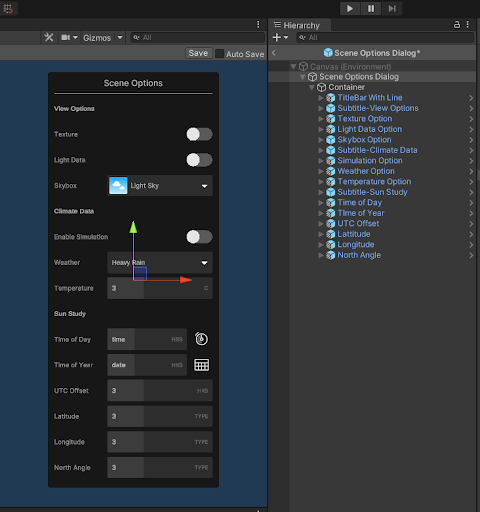 Hierarchy
Gizmos
All
All
Save
Auto Save
Scene Options Dialog*
Canvas (Environment)
Scene Options Dialog
Container
TitleBar With Line
Subtitle-View Options
Texture Option
Light Data Option
Skybox Option
Subtitle-Climate Data
Simulation Option
Weather Option
Temperature Option
Subtitle-Sun Study
Time of Day
TIme of Year
UTC Offset
Lattitude
Longitude
North Angle
Scene Options
View Options
Texture
Light Data
Skybox
Light Sky
Climate Data
Enable Simulation
Weather
Heavy Rain
Temperature
3
C
Sun Study
Time of Day
time
HRS
Time of Year
date
HRS
UTC Offset
3
HRS
Latitude
3
TYPE
Longitude
3
TYPE
North Angle
3
TYPE